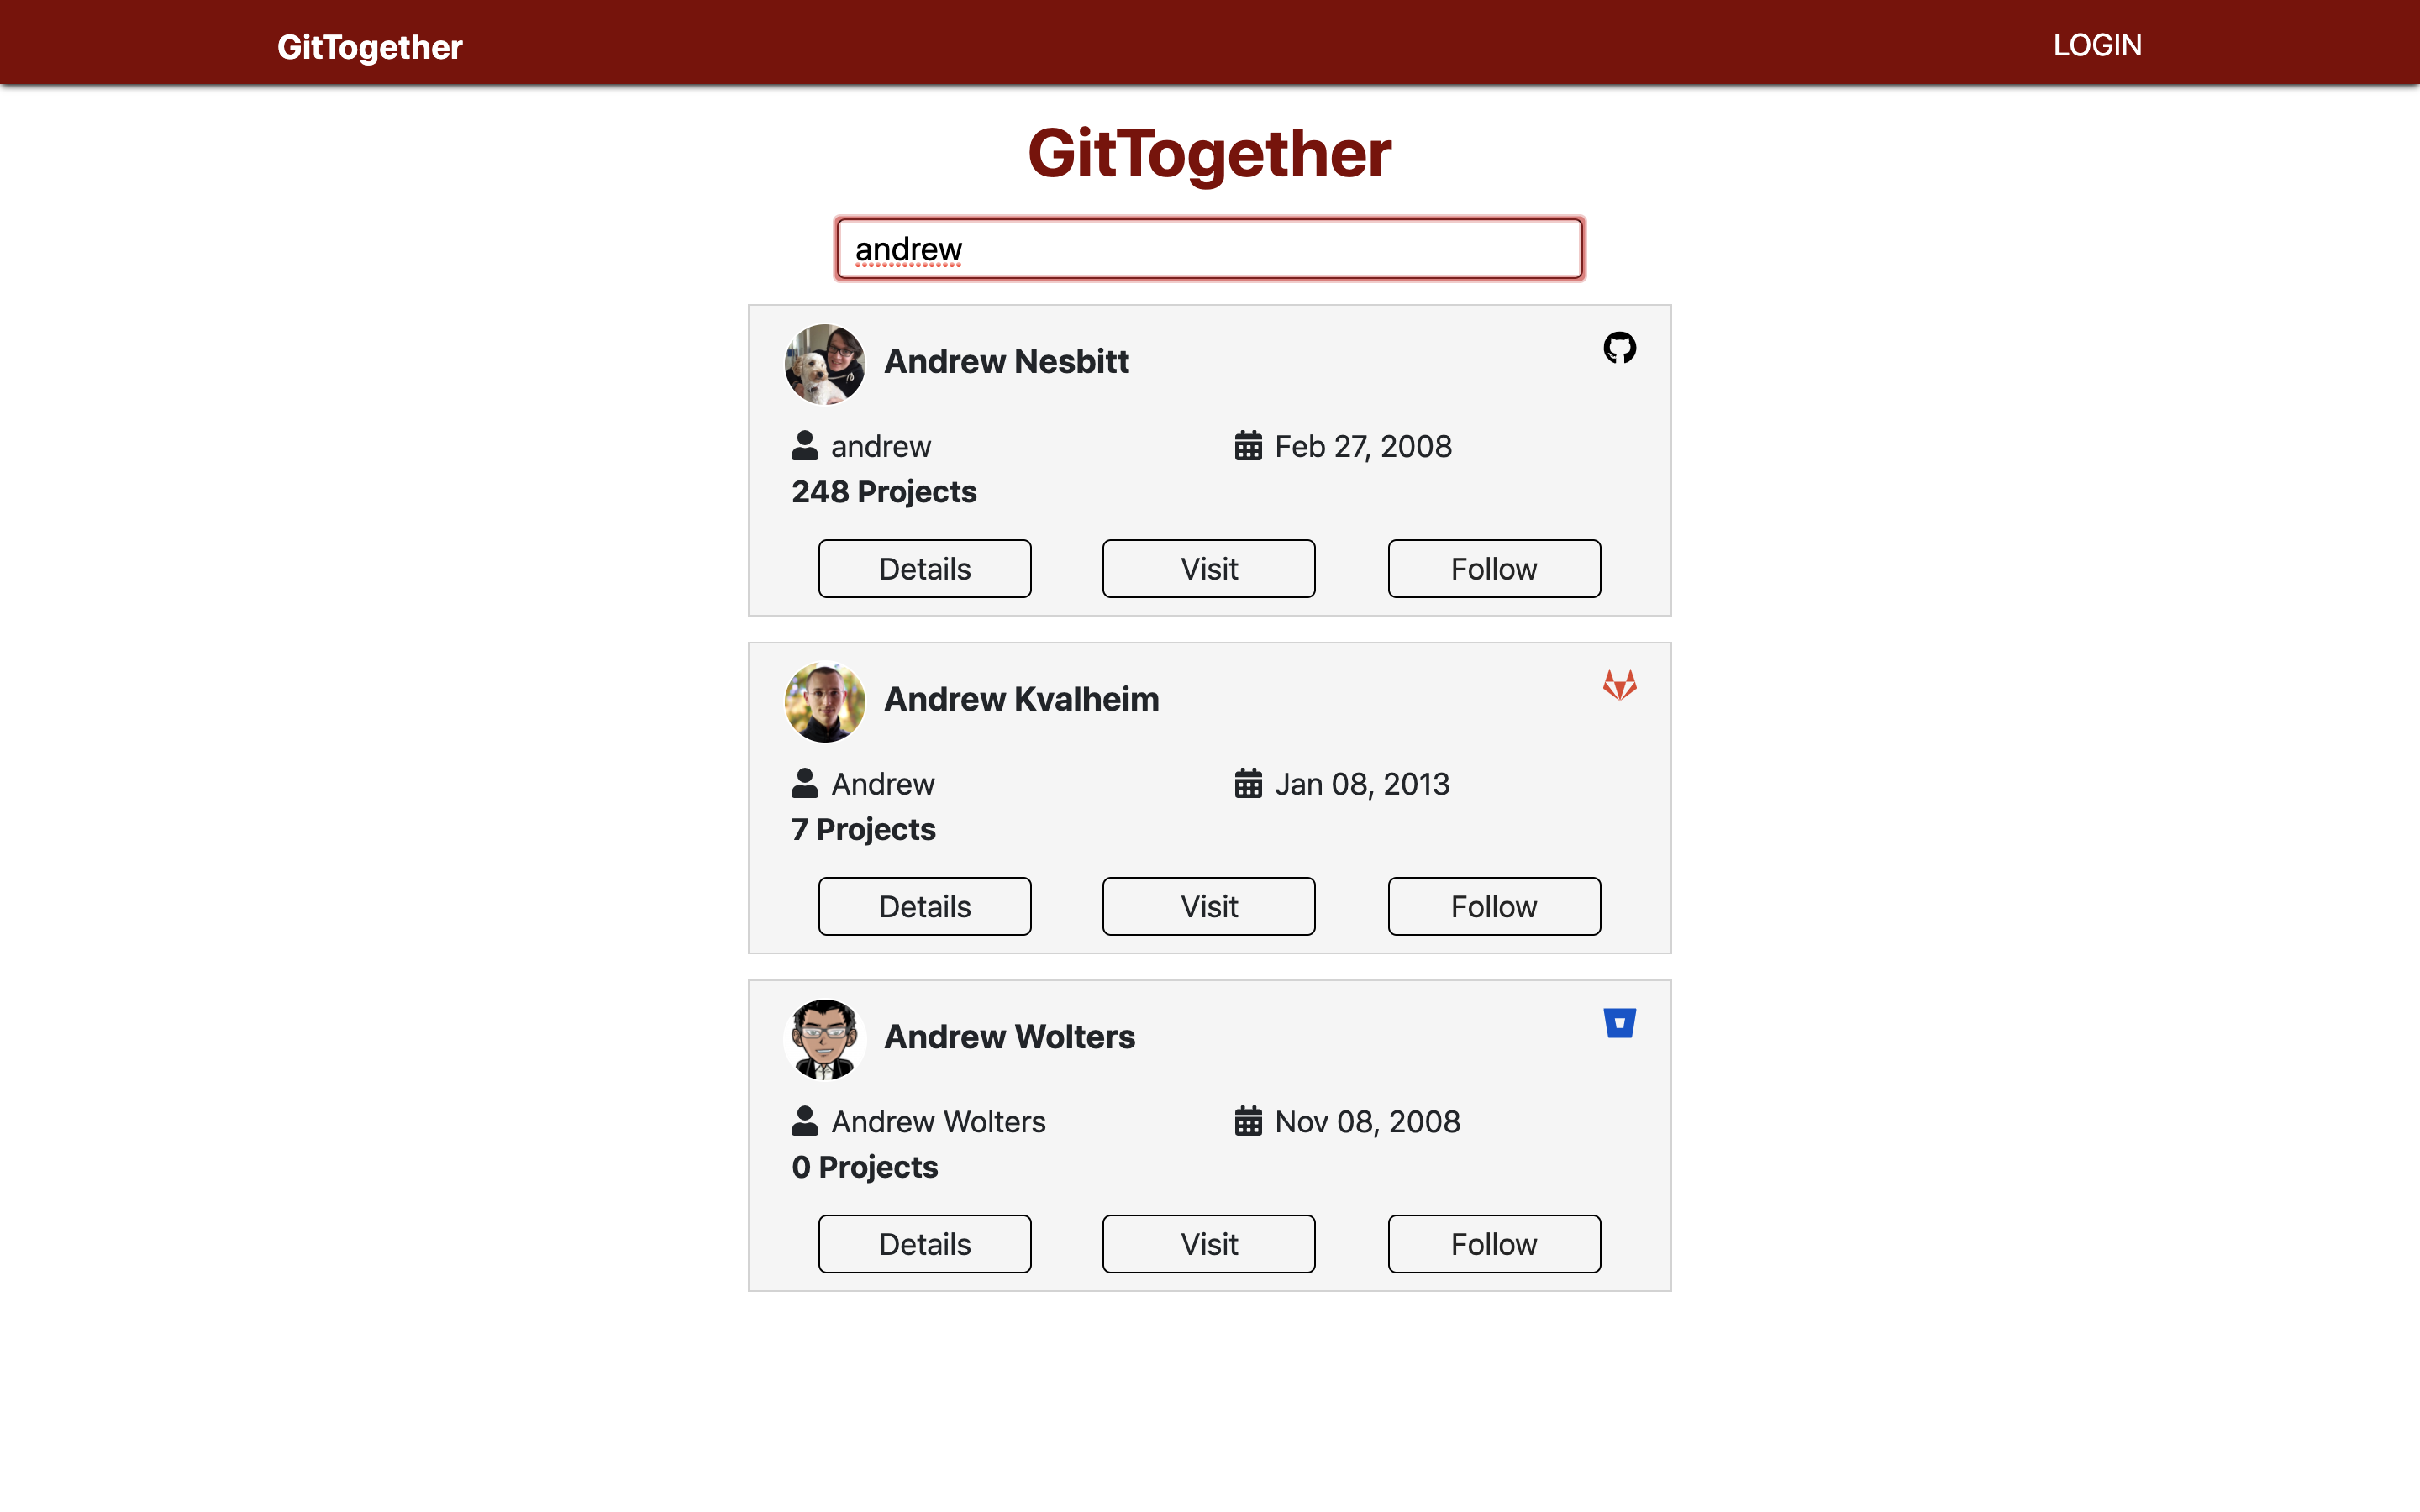 GitTogether LOGIN
GitTogether
andrew
Andrew Nesbitt
andrew Feb 27, 2008
248 Projects
Details Visit Follow
Andrew Kvalheim
Andrew Jan 08, 2013
7 Projects
Details Visit Follow
Andrew Wolters
Andrew Wolters Nov 08, 2008
0 Projects
Details Visit Follow